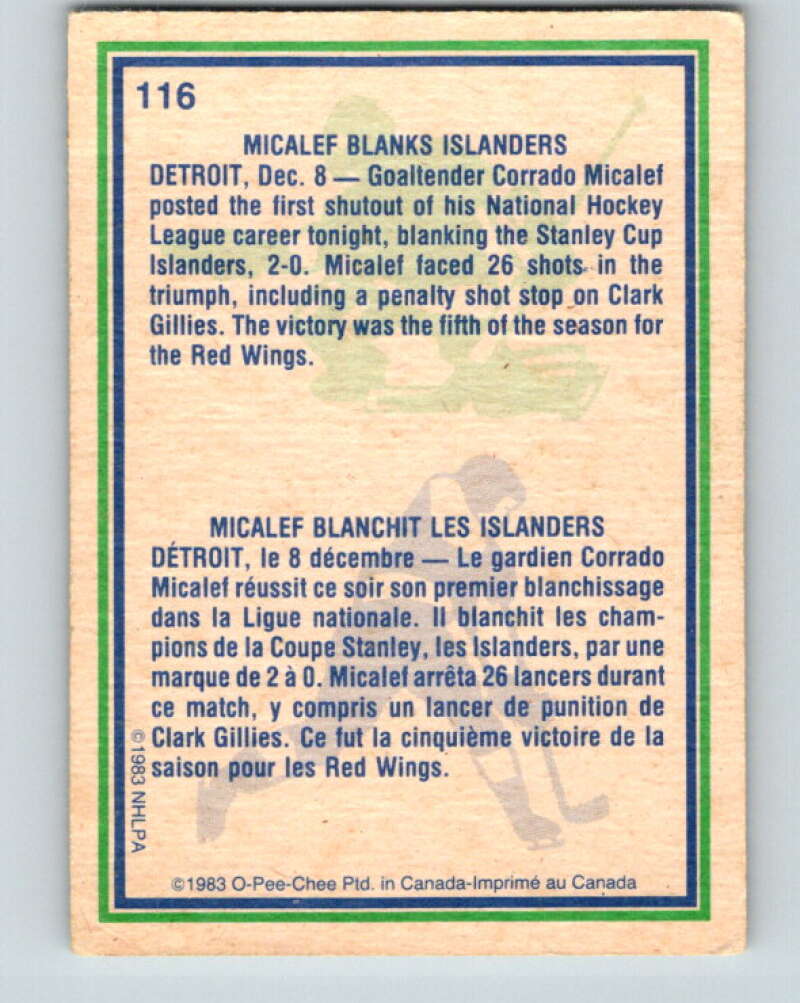 116
MICALEF BLANKS ISLANDERS
DETROIT, Dec. 8 — Goaltender Corrado Micalef
posted the first shutout of his National Hockey
League career tonight, blanking the Stanley Cup
Islanders, 2-0. Micalef faced 26 shots in the
triumph, including a penalty shot stop on Clark
Gillies. The victory was the fifth of the season for
the Red Wings.
MICALEF BLANCHIT LES ISLANDERS
DÉTROIT, le 8 décembre — Le gardien Corrado
Micalef réussit ce soir son premier blanchissage
dans la Ligue nationale. Il blanchit les cham-
pions de la Coupe Stanley, les Islanders, par une
marque de 2 à 0. Micalef arrêta 26 lancers durant
ce match, y compris un lancer de punition de
Clark Gillies. Ce fut la cinquième victoire de la
saison pour les Red Wings.
©1983 NHLPA
©1983 O-Pee-Chee Ptd. in Canada-Imprimé au Canada